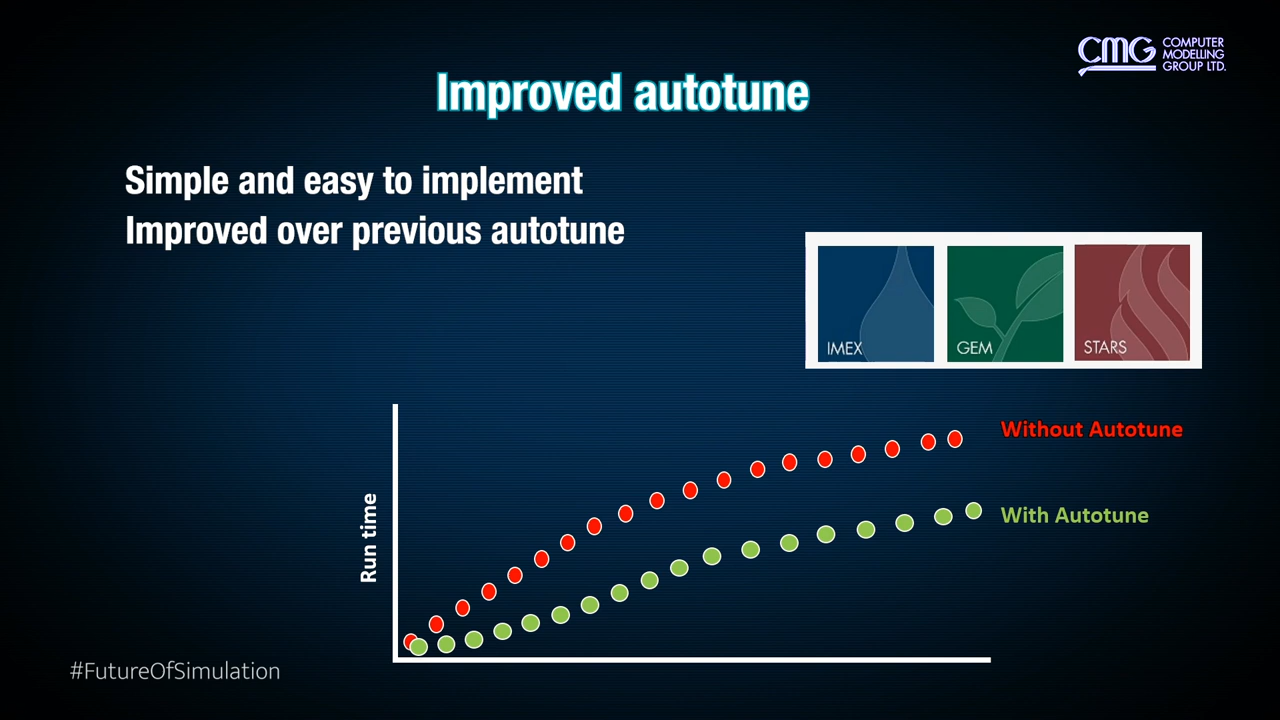 CMG COMPUTER
MODELLING
GROUP LTD.
Improved autotune
Simple and easy to implement
Improved over previous autotune
IMEX
GEM
STARS
Without Autotune
With Autotune
Run time
#FutureOfSimulation